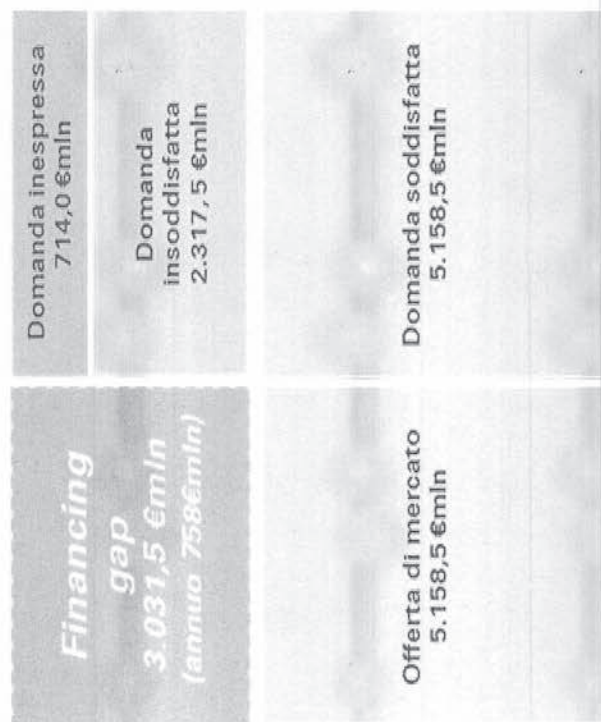 Financing
gap
3.031,5 €mln
(annuo 758€mln)
Domanda inespressa
714,0 €mln
Domanda
insoddisfatta
2.317,5 €mln
Offerta di mercato
5.158,5 €mln
Domanda soddisfatta
5.158,5 €mln